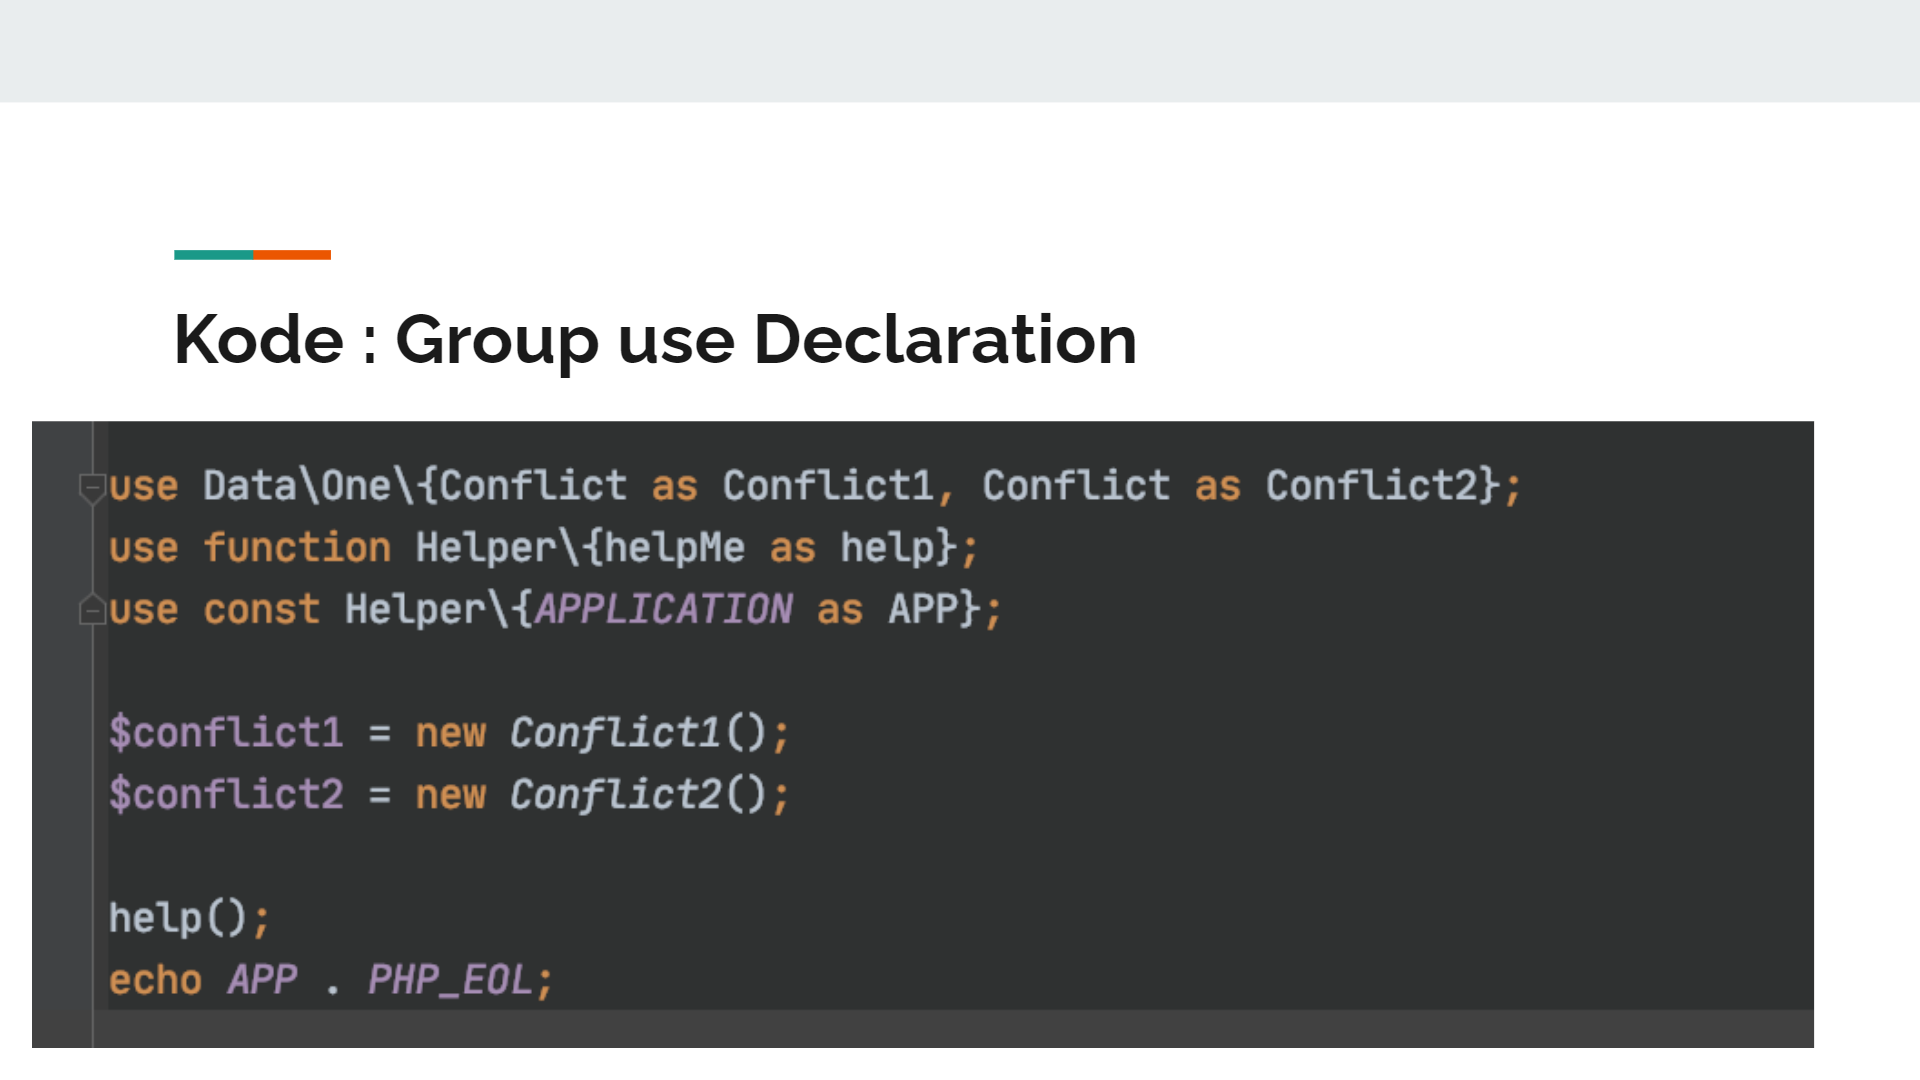 Kode : Group use Declaration
use Data\One\{Conflict as Conflict1, Conflict as Conflict2};
use function Helper\{helpMe as help};
use const Helper\{APPLICATION as APP};
$conflict1 = new Conflict1();
$conflict2 = new Conflict2();
help();
echo APP . PHP_EOL;